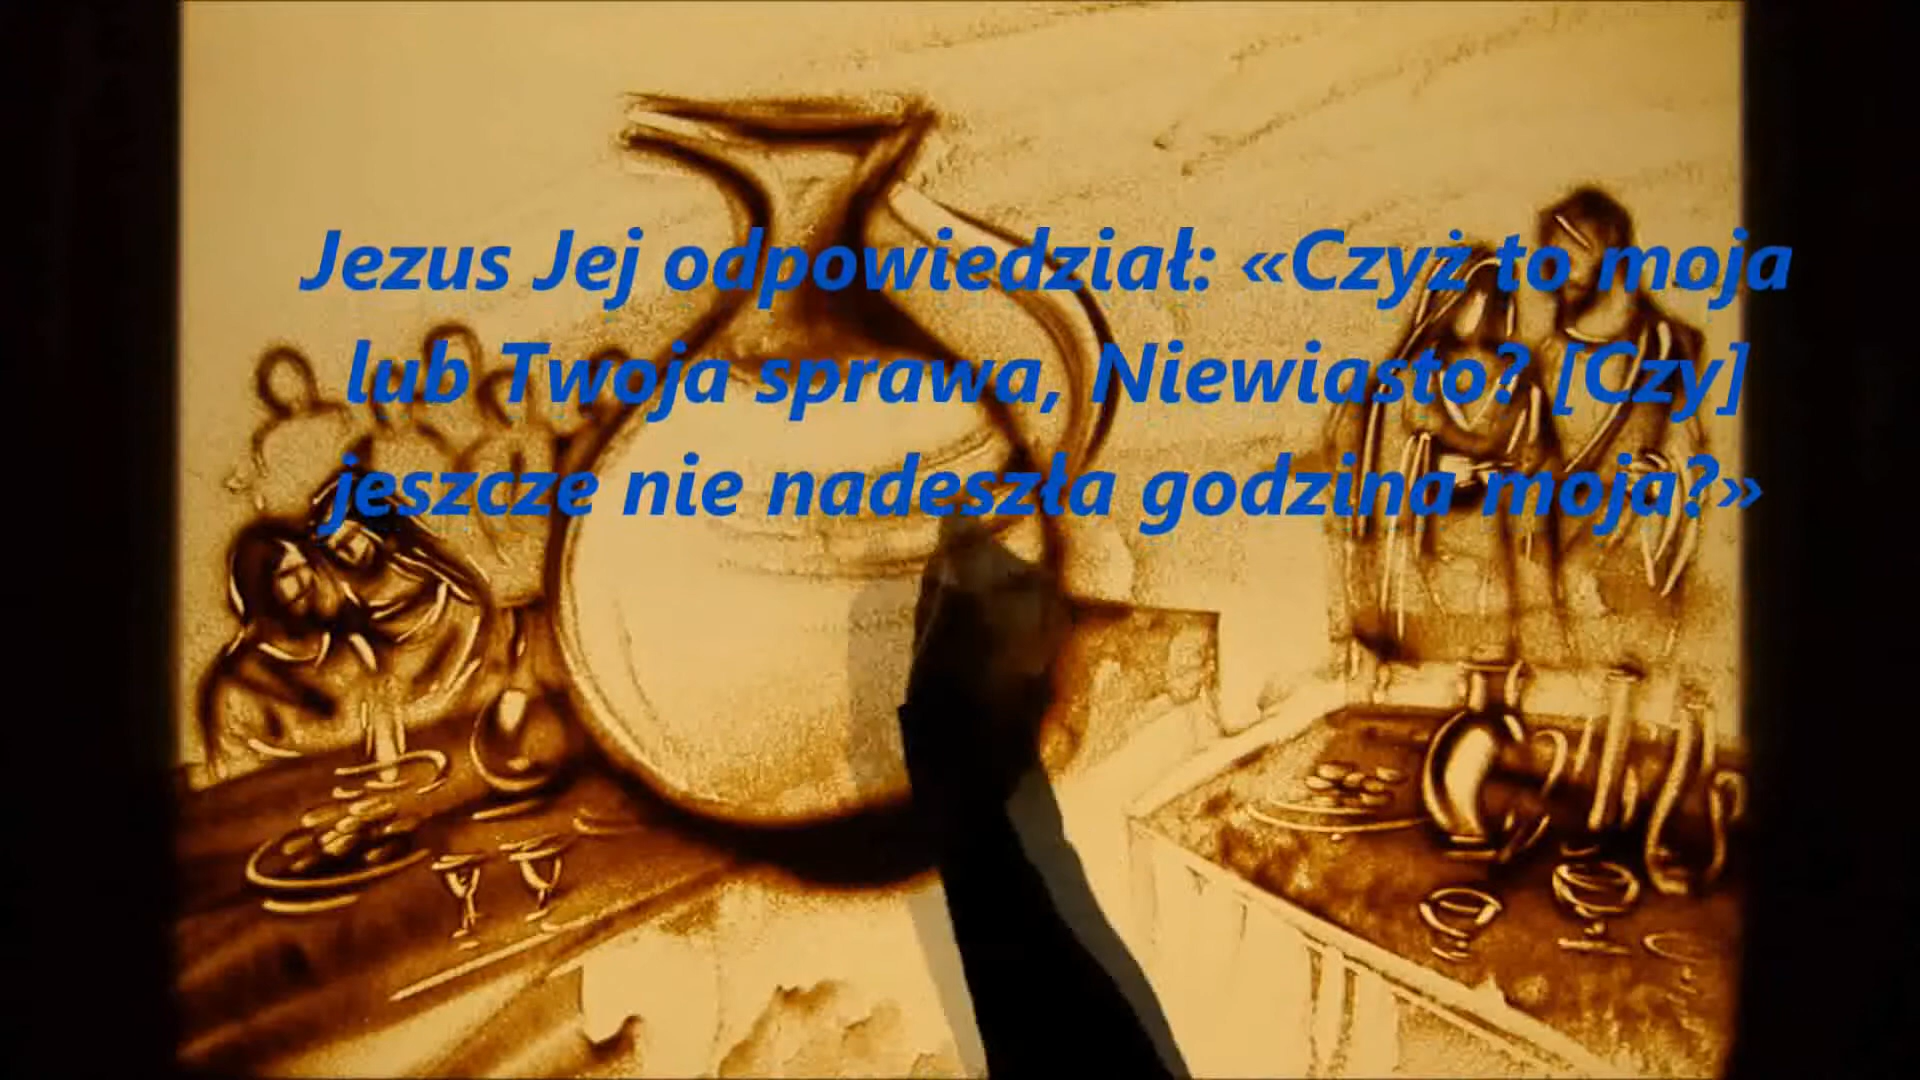 Jezus Jej odpowiedział: «Czyż to moja
lub Twoja sprawa, Niewiasto? [Czy]
jeszcze nie nadeszła godzina moja?»